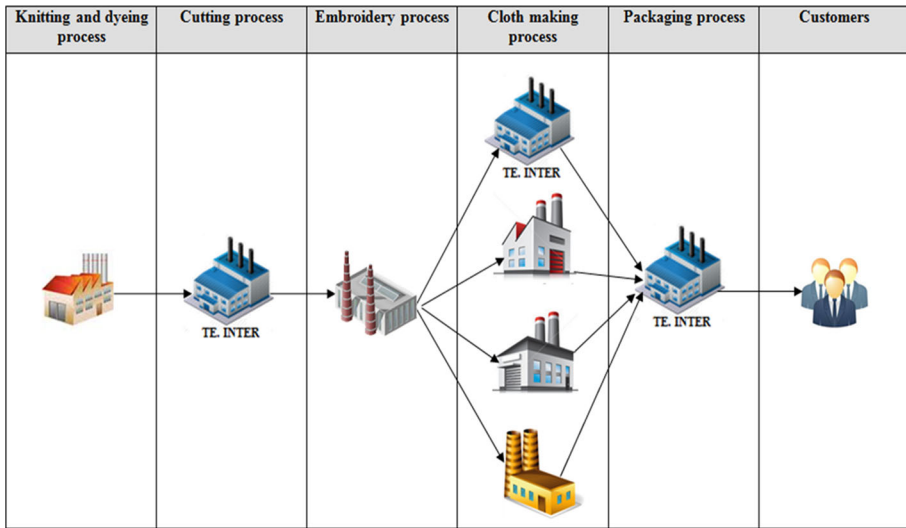 Knitting and dyeing
process
Cutting process
Embroidery process
Cloth making
process
Packaging process
Customers
TE. INTER
TE. INTER
TE. INTER